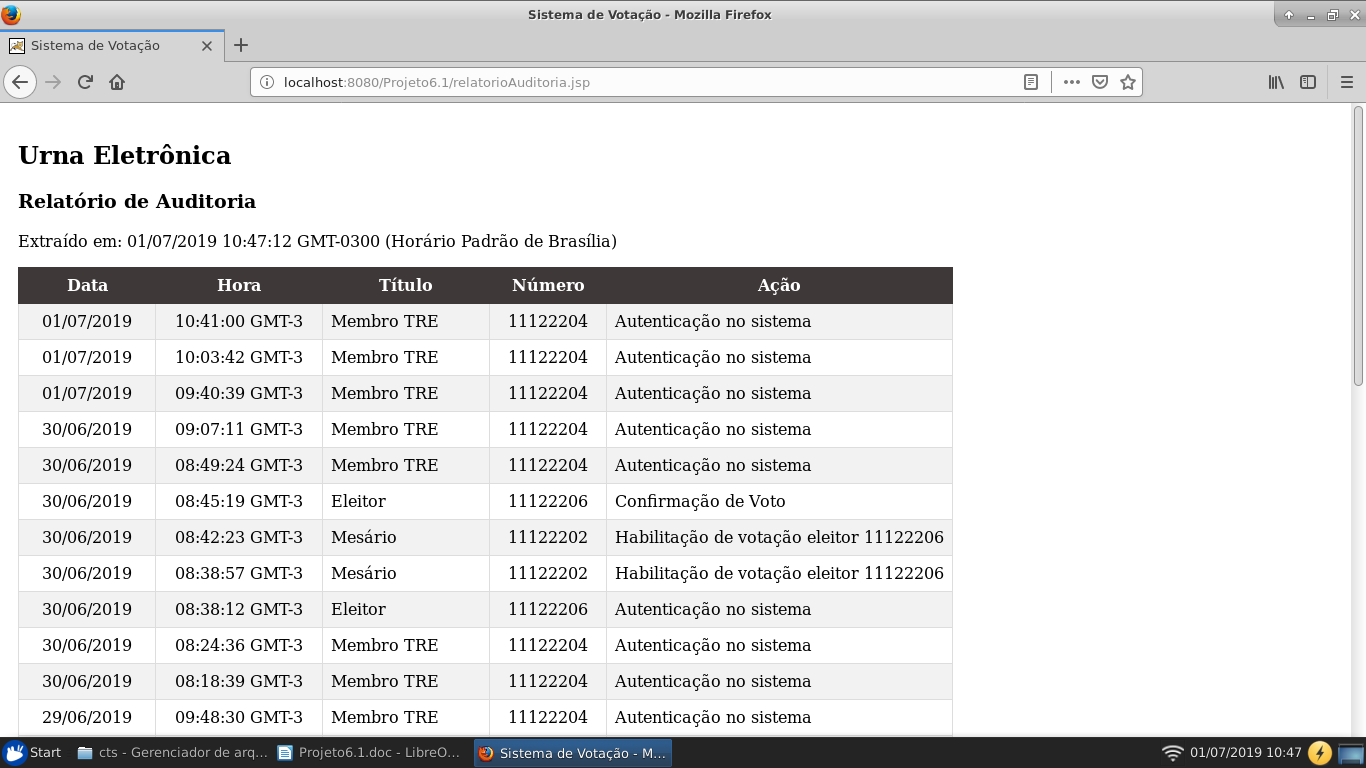 Sistema de Votação - Mozilla Firefox
Sistema de Votação
localhost:8080/Projeto6.1/relatorioAuditoria.jsp
Urna Eletrônica
Relatório de Auditoria
Extraído em: 01/07/2019 10:47:12 GMT-0300 (Horário Padrão de Brasília)
Data Hora Título Número Ação
01/07/2019 10:41:00 GMT-3 Membro TRE 11122204 Autenticação no sistema
01/07/2019 10:03:42 GMT-3 Membro TRE 11122204 Autenticação no sistema
01/07/2019 09:40:39 GMT-3 Membro TRE 11122204 Autenticação no sistema
30/06/2019 09:07:11 GMT-3 Membro TRE 11122204 Autenticação no sistema
30/06/2019 08:49:24 GMT-3 Membro TRE 11122204 Autenticação no sistema
30/06/2019 08:45:19 GMT-3 Eleitor 11122206 Confirmação de Voto
30/06/2019 08:42:23 GMT-3 Mesário 11122202 Habilitação de votação eleitor 11122206
30/06/2019 08:38:57 GMT-3 Mesário 11122202 Habilitação de votação eleitor 11122206
30/06/2019 08:38:12 GMT-3 Eleitor 11122206 Autenticação no sistema
30/06/2019 08:24:36 GMT-3 Membro TRE 11122204 Autenticação no sistema
30/06/2019 08:18:39 GMT-3 Membro TRE 11122204 Autenticação no sistema
29/06/2019 09:48:30 GMT-3 Membro TRE 11122204 Autenticação no sistema
Start cts - Gerenciador de arq... Projeto6.1.doc - LibreO... Sistema de Votação - M... 01/07/2019 10:47